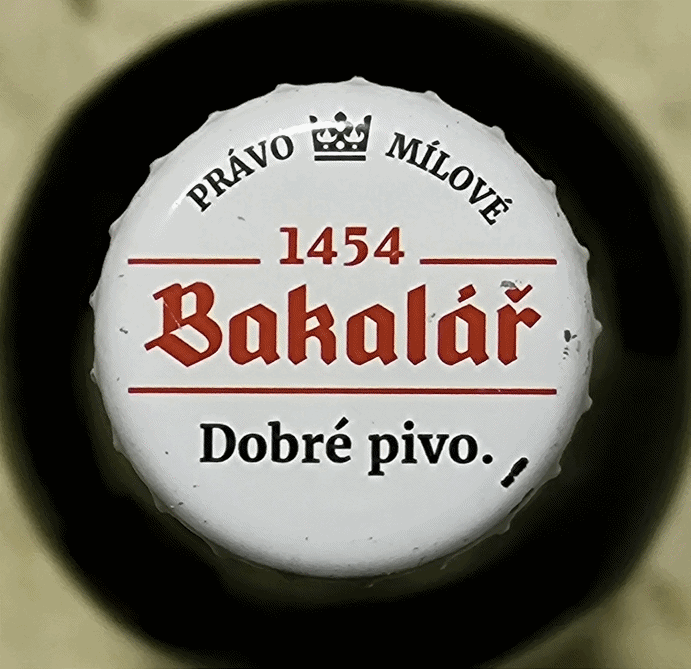 PRÁVO MÍLOVÉ
1454
Bakalář
Dobré pivo.